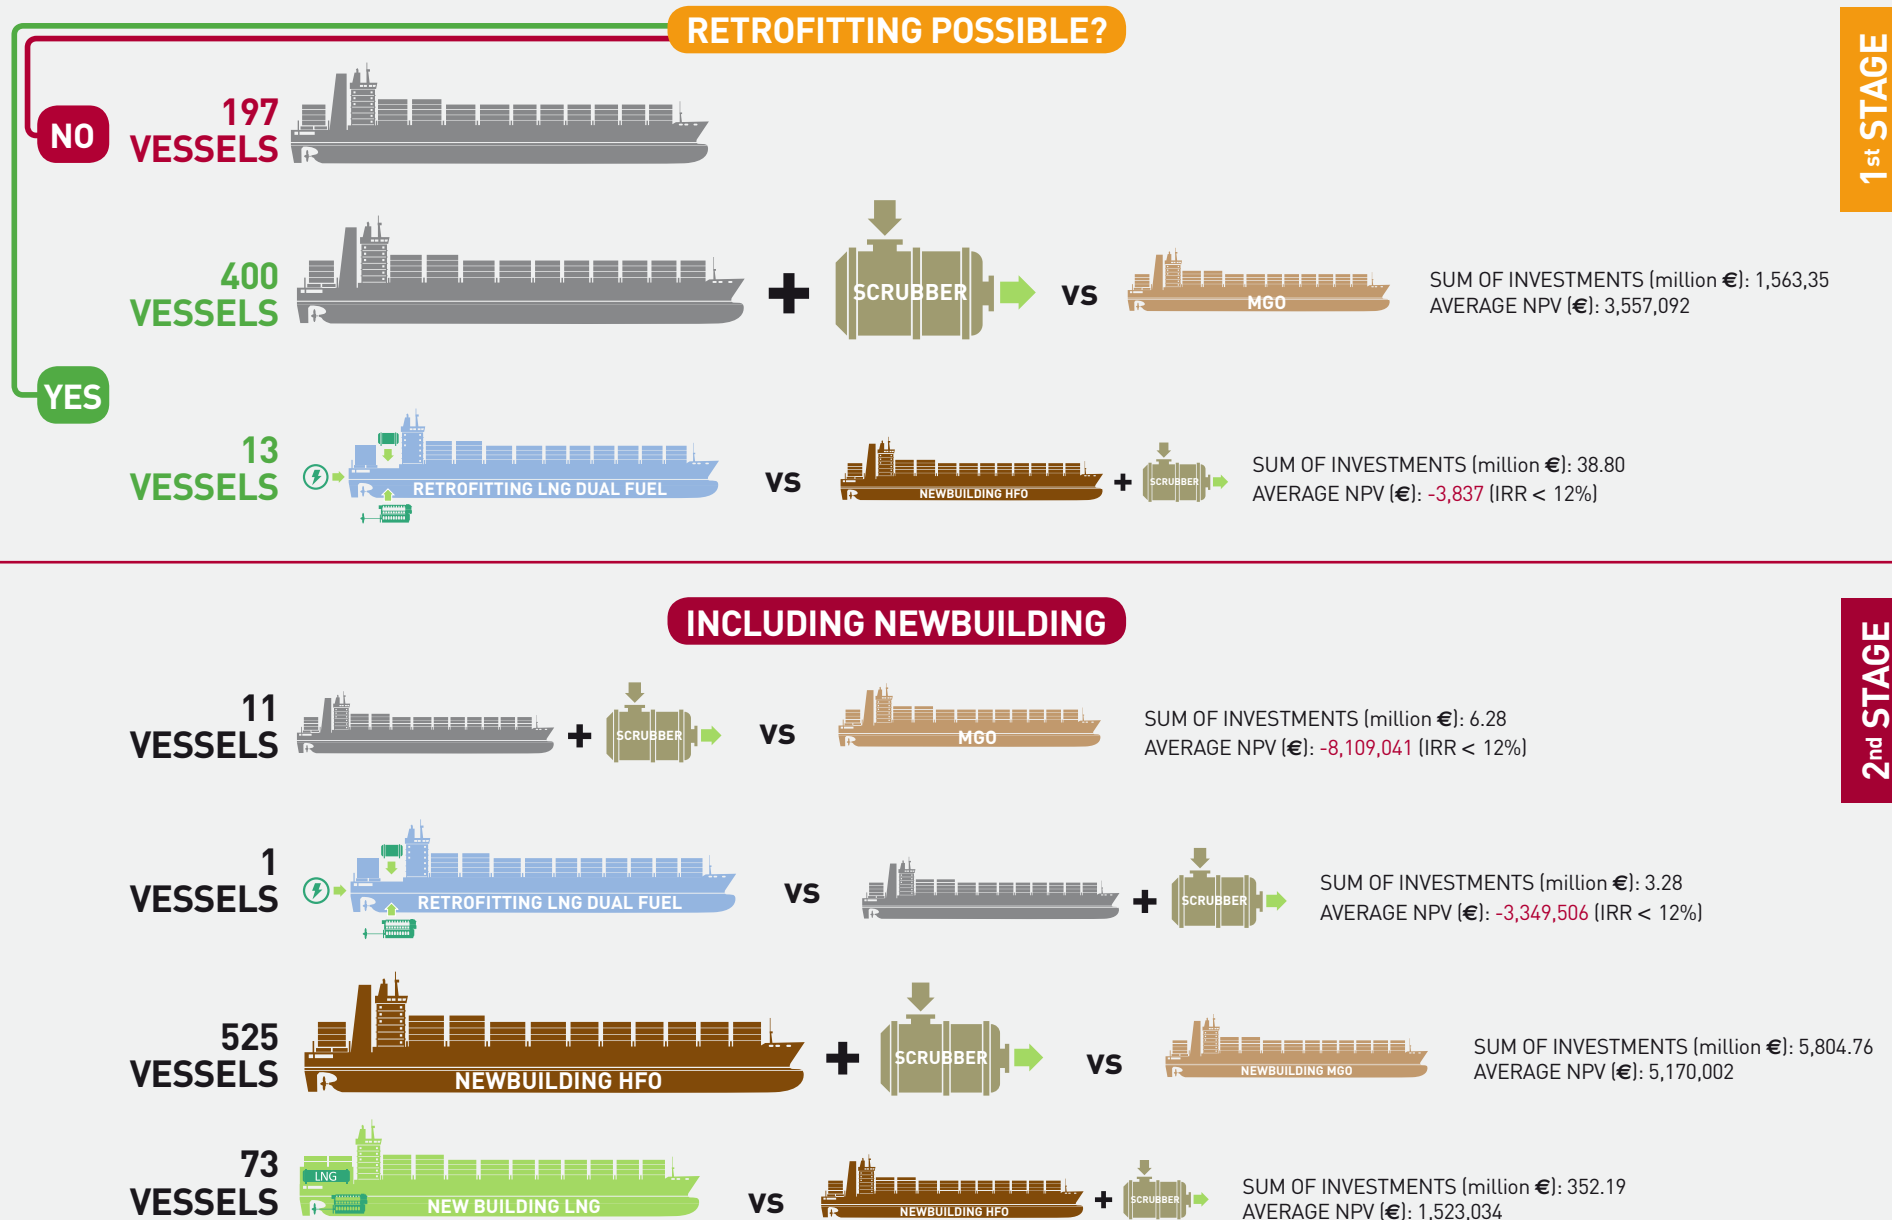 RETROFITTING POSSIBLE?
1st STAGE
NO
197
VESSELS
400
VESSELS
SCRUBBER
VS
MGO
SUM OF INVESTMENTS (million €): 1,563,35
AVERAGE NPV (€): 3,557,092
YES
13
VESSELS
RETROFITTING LNG DUAL FUEL
VS
NEWBUILDING HFO
+
SCRUBBER
SUM OF INVESTMENTS (million €): 38.80
AVERAGE NPV (€): -3,837 (IRR < 12%)
INCLUDING NEWBUILDING
2nd STAGE
11
VESSELS
+
SCRUBBER
VS
MGO
SUM OF INVESTMENTS (million €): 6.28
AVERAGE NPV (€): -8,109,041 (IRR < 12%)
1
VESSELS
RETROFITTING LNG DUAL FUEL
VS
+
SCRUBBER
SUM OF INVESTMENTS (million €): 3.28
AVERAGE NPV (€): -3,349,506 (IRR < 12%)
525
VESSELS
NEWBUILDING HFO
+
SCRUBBER
VS
NEWBUILDING MGO
SUM OF INVESTMENTS (million €): 5,804.76
AVERAGE NPV (€): 5,170,002
73
VESSELS
LNG
NEW BUILDING LNG
VS
NEWBUILDING HFO
+
SCRUBBER
SUM OF INVESTMENTS (million €): 352.19
AVERAGE NPV (€): 1,523,034